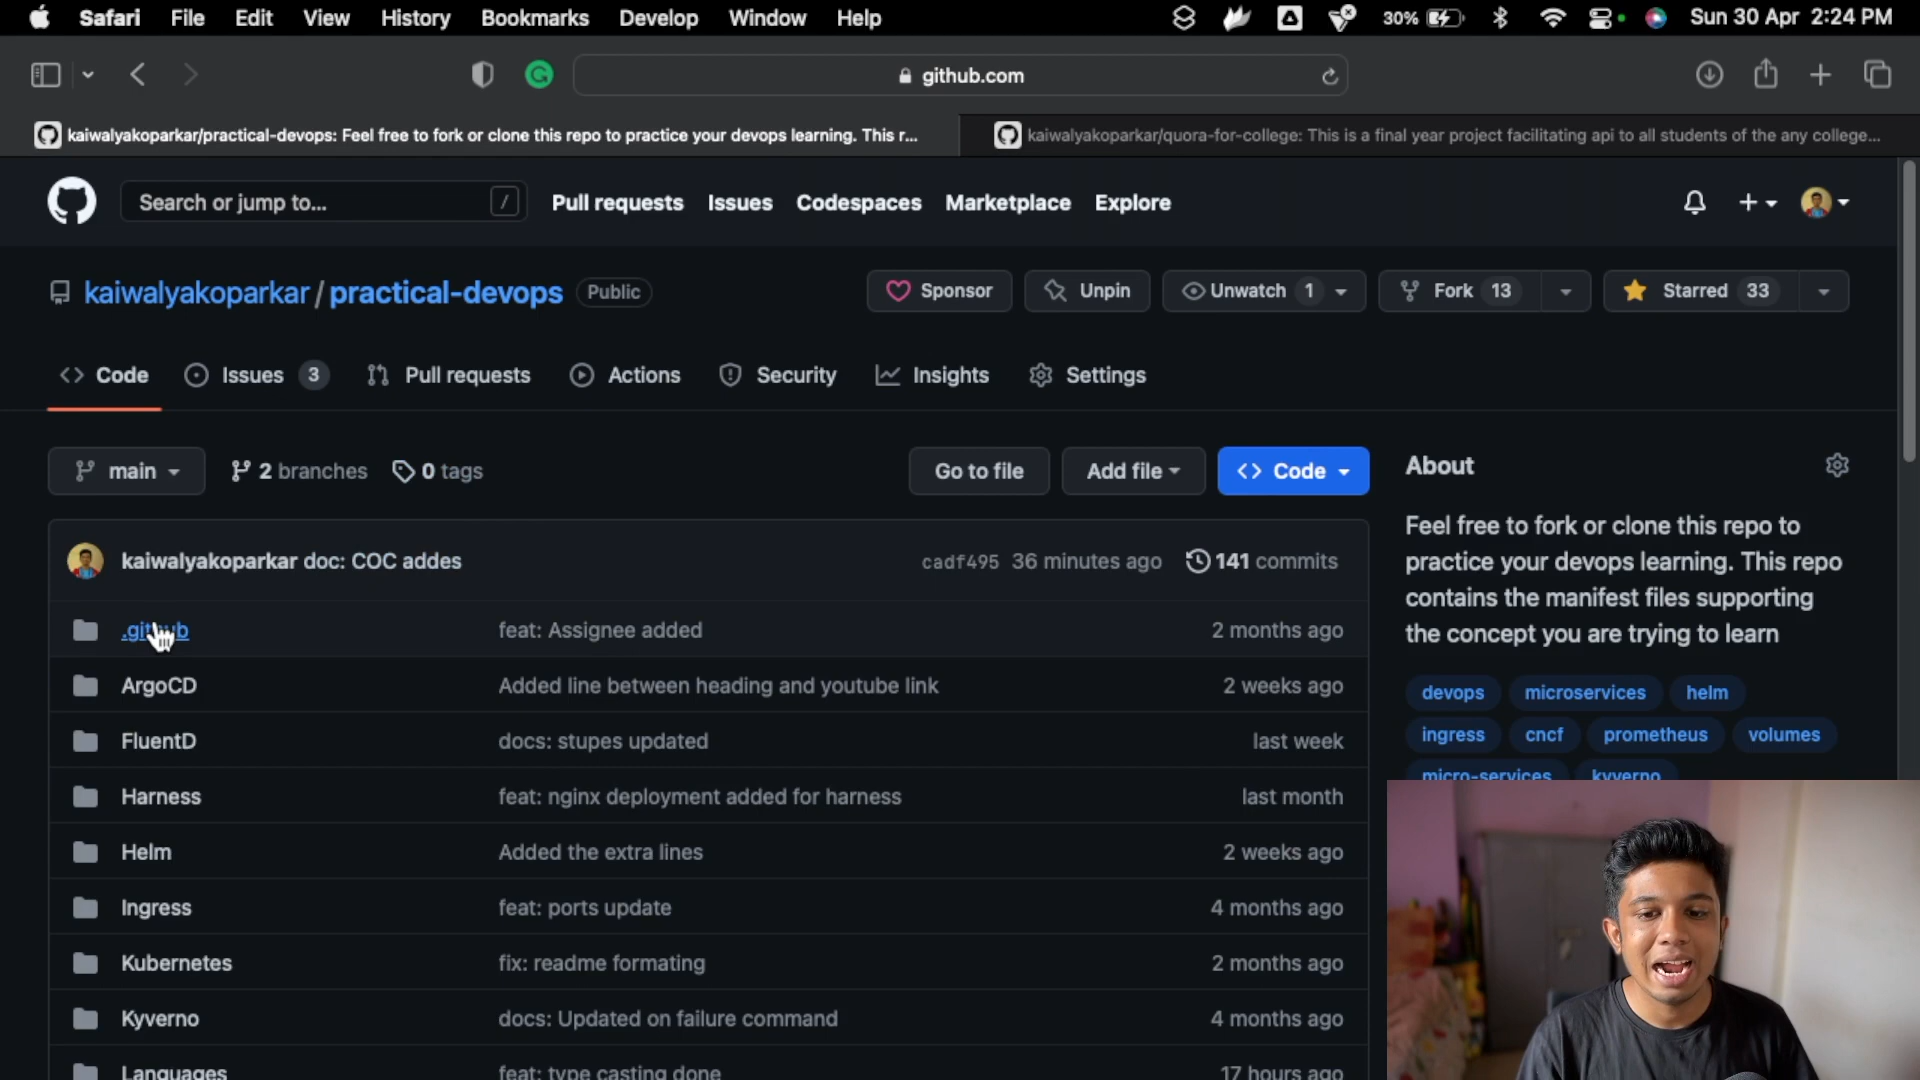 Safari File Edit View History Bookmarks Develop Window Help 30% Sun 30 Apr 2:24 PM
github.com
kaiwalyakoparkar/practical-devops: Feel free to fork or clone this repo to practice your devops learning. This r...
kaiwalyakoparkar/quora-for-college: This is a final year project facilitating api to all students of the any college...
Search or jump to... / Pull requests Issues Codespaces Marketplace Explore
kaiwalyakoparkar / practical-devops Public Sponsor Unpin Unwatch 1 Fork 13 Starred 33
Code Issues 3 Pull requests Actions Security Insights Settings
main 2 branches 0 tags Go to file Add file Code
kaiwalyakoparkar doc: COC addes cadf495 36 minutes ago 141 commits
.github feat: Assignee added 2 months ago
ArgoCD Added line between heading and youtube link 2 weeks ago
FluentD docs: stupes updated last week
Harness feat: nginx deployment added for harness last month
Helm Added the extra lines 2 weeks ago
Ingress feat: ports update 4 months ago
Kubernetes fix: readme formating 2 months ago
Kyverno docs: Updated on failure command 4 months ago
Languages feat: type casting done 17 hours ago
About
Feel free to fork or clone this repo to
practice your devops learning. This repo
contains the manifest files supporting
the concept you are trying to learn
devops microservices helm
ingress cncf prometheus volumes
micro-services kyverno